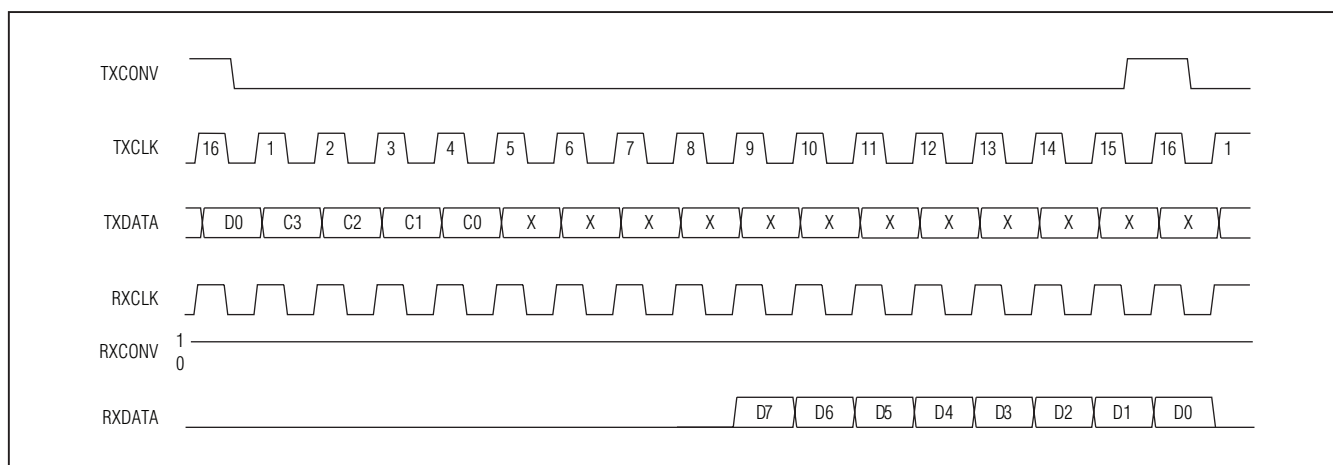 TXCONV
TXCLK 16 1 2 3 4 5 6 7 8 9 10 11 12 13 14 15 16 1
TXDATA D0 C3 C2 C1 C0 X X X X X X X X X X X X
RXCLK
RXCONV 1
0
RXDATA D7 D6 D5 D4 D3 D2 D1 D0